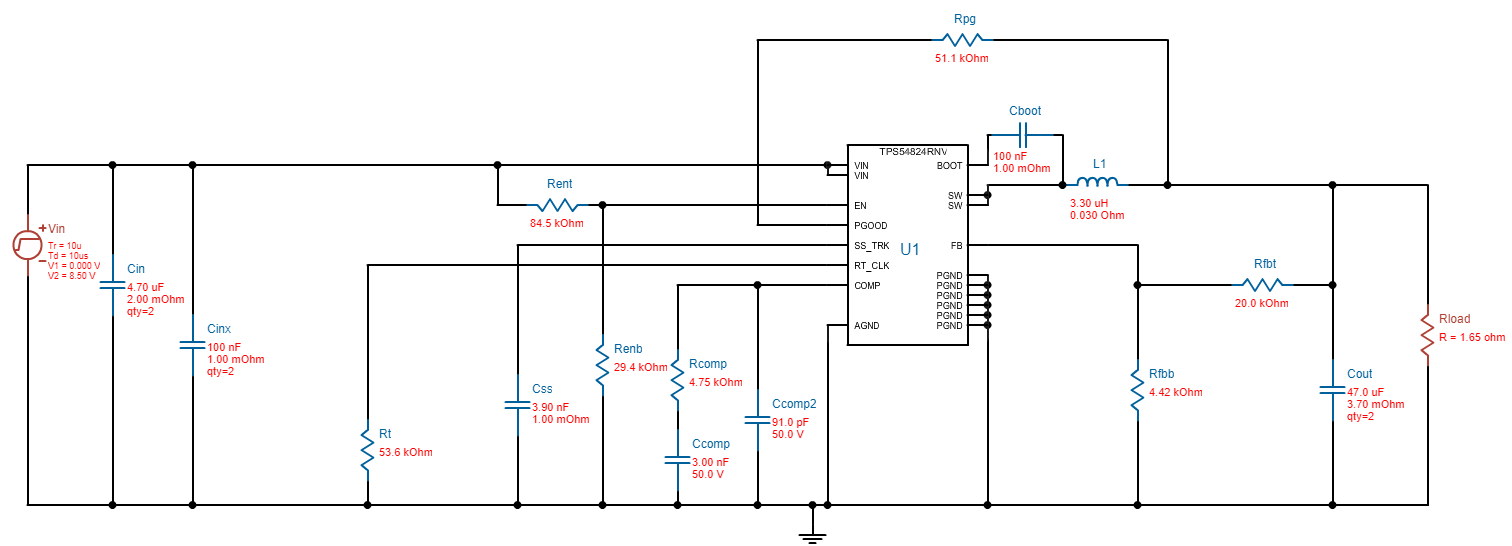 Rpg
51.1 kOhm
Cboot
100 nF
1.00 mOhm
TPS54824RNV
VIN
VIN
EN
PGOOD
SS_TRK
RT_CLK
COMP
AGND
U1
BOOT
SW
SW
FB
PGND
PGND
PGND
PGND
PGND
PGND
L1
3.30 uH
0.030 Ohm
Rent
84.5 kOhm
+
Vin
Tr = 10u
Td = 10us
V1 = 0.000 V
V2 = 8.50 V
Cin
4.70 uF
2.00 mOhm
qty=2
Cinx
100 nF
1.00 mOhm
qty=2
Rt
53.6 kOhm
Css
3.90 nF
1.00 mOhm
Renb
29.4 kOhm
Rcomp
4.75 kOhm
Ccomp
3.00 nF
50.0 V
Ccomp2
91.0 pF
50.0 V
Rfbt
20.0 kOhm
Rfbb
4.42 kOhm
Cout
47.0 uF
3.70 mOhm
qty=2
Rload
R = 1.65 ohm